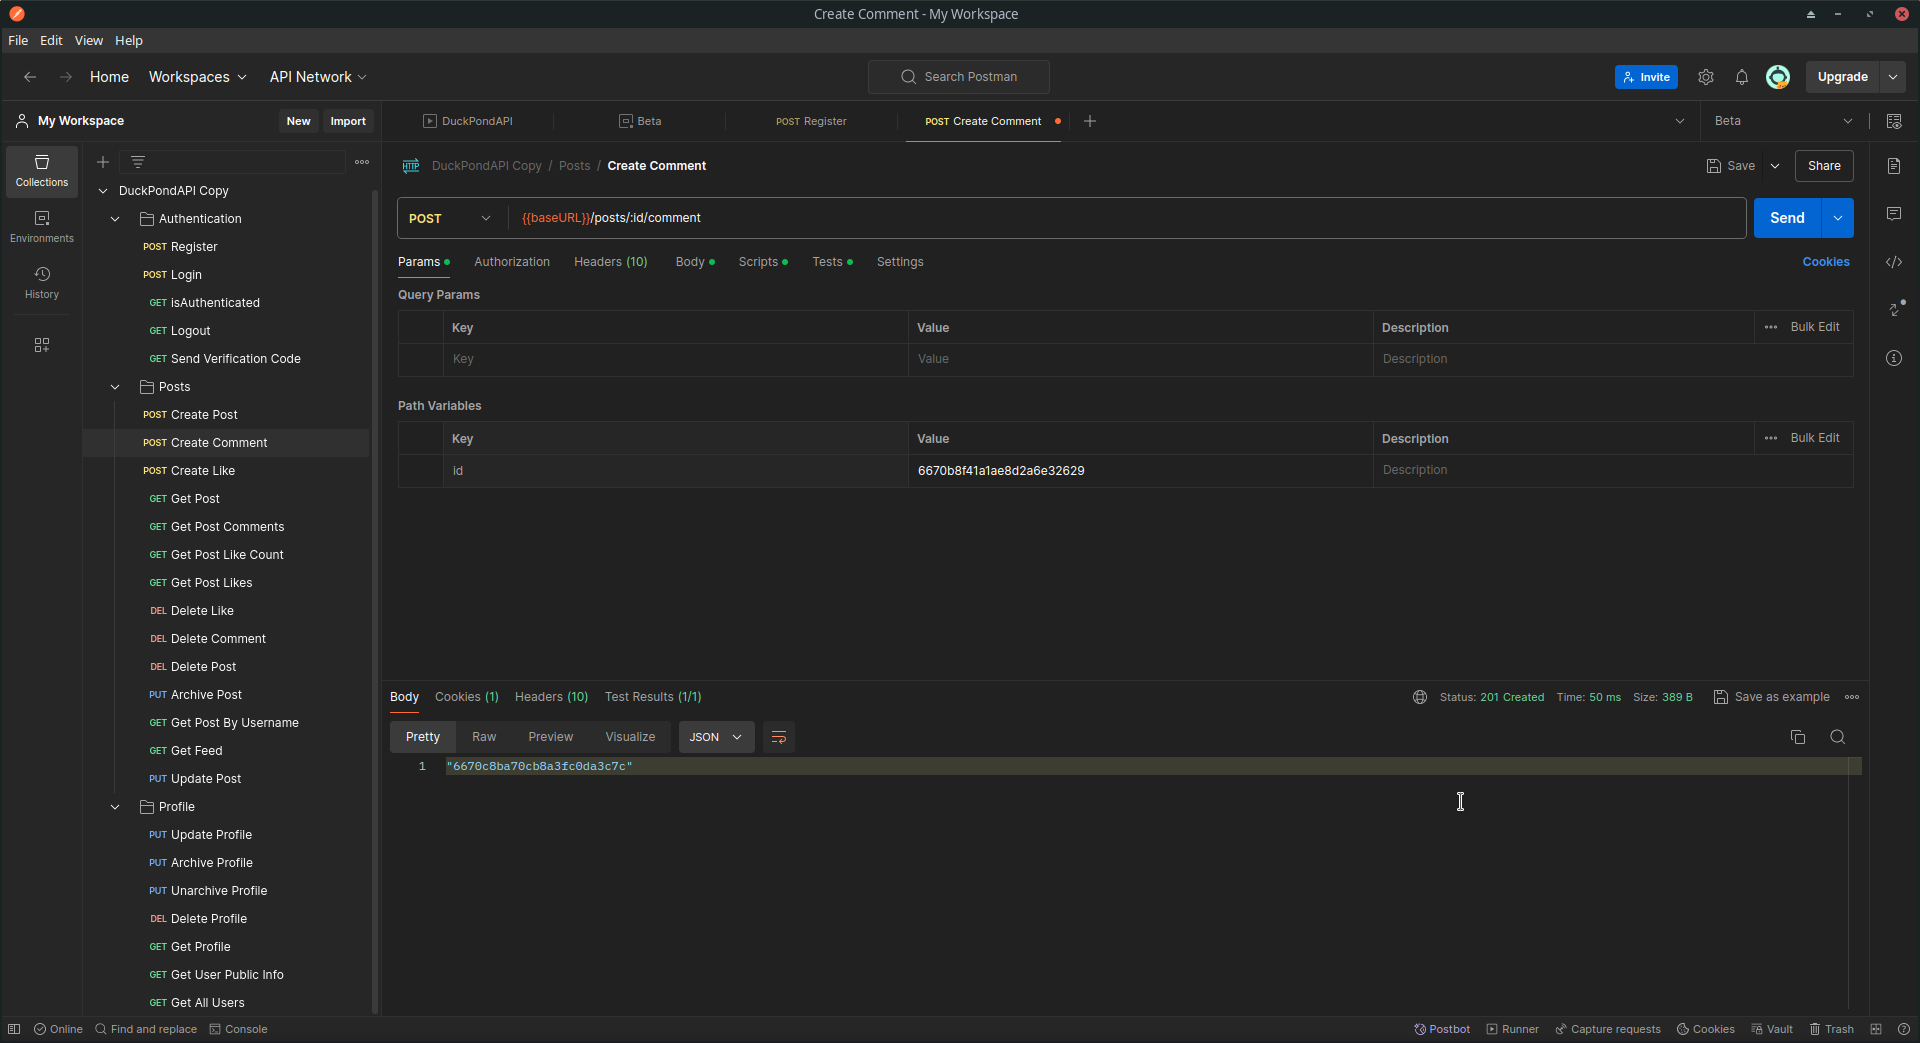 Create Comment - My Workspace
File Edit View Help
Home Workspaces API Network Search Postman Invite Upgrade
My Workspace New Import
DuckPondAPI Beta POST Register POST Create Comment Beta
Collections
Environments
History
DuckPondAPI Copy
Authentication
POST Register
POST Login
GET isAuthenticated
GET Logout
GET Send Verification Code
Posts
POST Create Post
POST Create Comment
POST Create Like
GET Get Post
GET Get Post Comments
GET Get Post Like Count
GET Get Post Likes
DEL Delete Like
DEL Delete Comment
DEL Delete Post
PUT Archive Post
GET Get Post By Username
GET Get Feed
PUT Update Post
Profile
PUT Update Profile
PUT Archive Profile
PUT Unarchive Profile
DEL Delete Profile
GET Get Profile
GET Get User Public Info
GET Get All Users
HTTP DuckPondAPI Copy / Posts / Create Comment Save Share
POST {{baseURL}}/posts/:id/comment Send
Params Authorization Headers (10) Body Scripts Tests Settings Cookies
Query Params
Key Value Description Bulk Edit
Key Value Description
Path Variables
Key Value Description Bulk Edit
id 6670b8f41a1ae8d2a6e32629 Description
Body Cookies (1) Headers (10) Test Results (1/1) Status: 201 Created Time: 50 ms Size: 389 B Save as example
Pretty Raw Preview Visualize JSON
1 "6670c8ba70cb8a3fc0da3c7c"
Online Find and replace Console Postbot Runner Capture requests Cookies Vault Trash